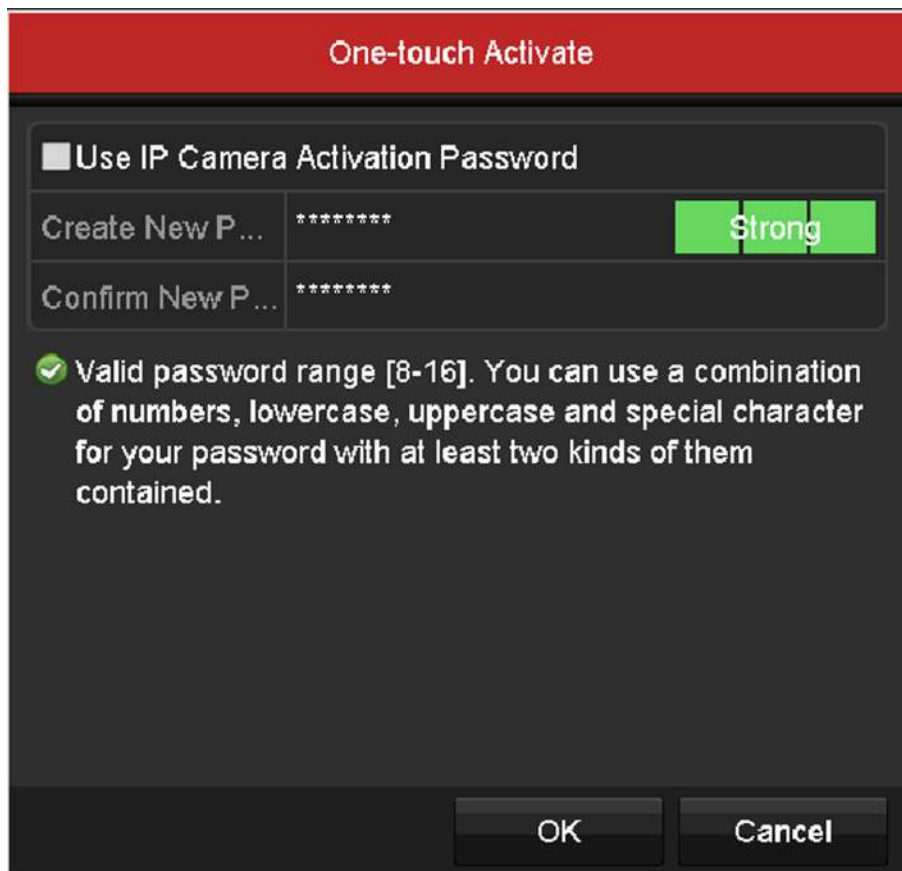 One-touch Activate
Use IP Camera Activation Password
Create New P... ******** Strong
Confirm New P... ********
Valid password range [8-16]. You can use a combination
of numbers, lowercase, uppercase and special character
for your password with at least two kinds of them
contained.
OK Cancel